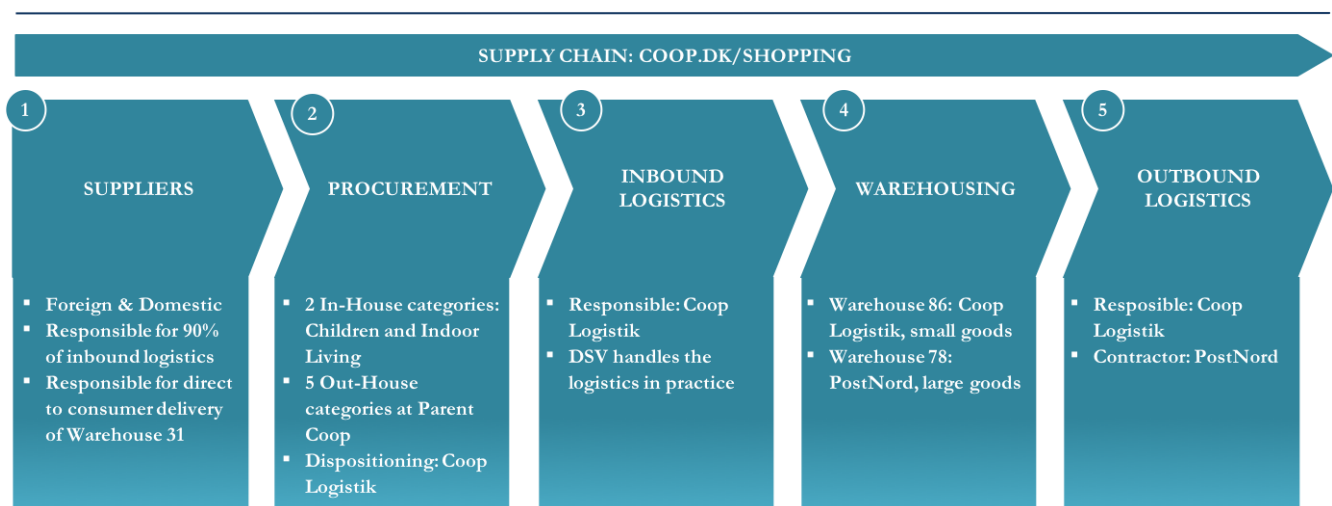 SUPPLY CHAIN: COOP.DK/SHOPPING
1
SUPPLIERS
▪ Foreign & Domestic
▪ Responsible for 90%
of inbound logistics
▪ Responsible for direct
to consumer delivery
of Warehouse 31
2
PROCUREMENT
▪ 2 In-House categories:
Children and Indoor
Living
▪ 5 Out-House
categories at Parent
Coop
▪ Dispositioning: Coop
Logistik
3
INBOUND
LOGISTICS
▪ Responsible: Coop
Logistik
▪ DSV handles the
logistics in practice
4
WAREHOUSING
▪ Warehouse 86: Coop
Logistik, small goods
▪ Warehouse 78:
PostNord, large goods
5
OUTBOUND
LOGISTICS
▪ Resposible: Coop
Logistik
▪ Contractor: PostNord